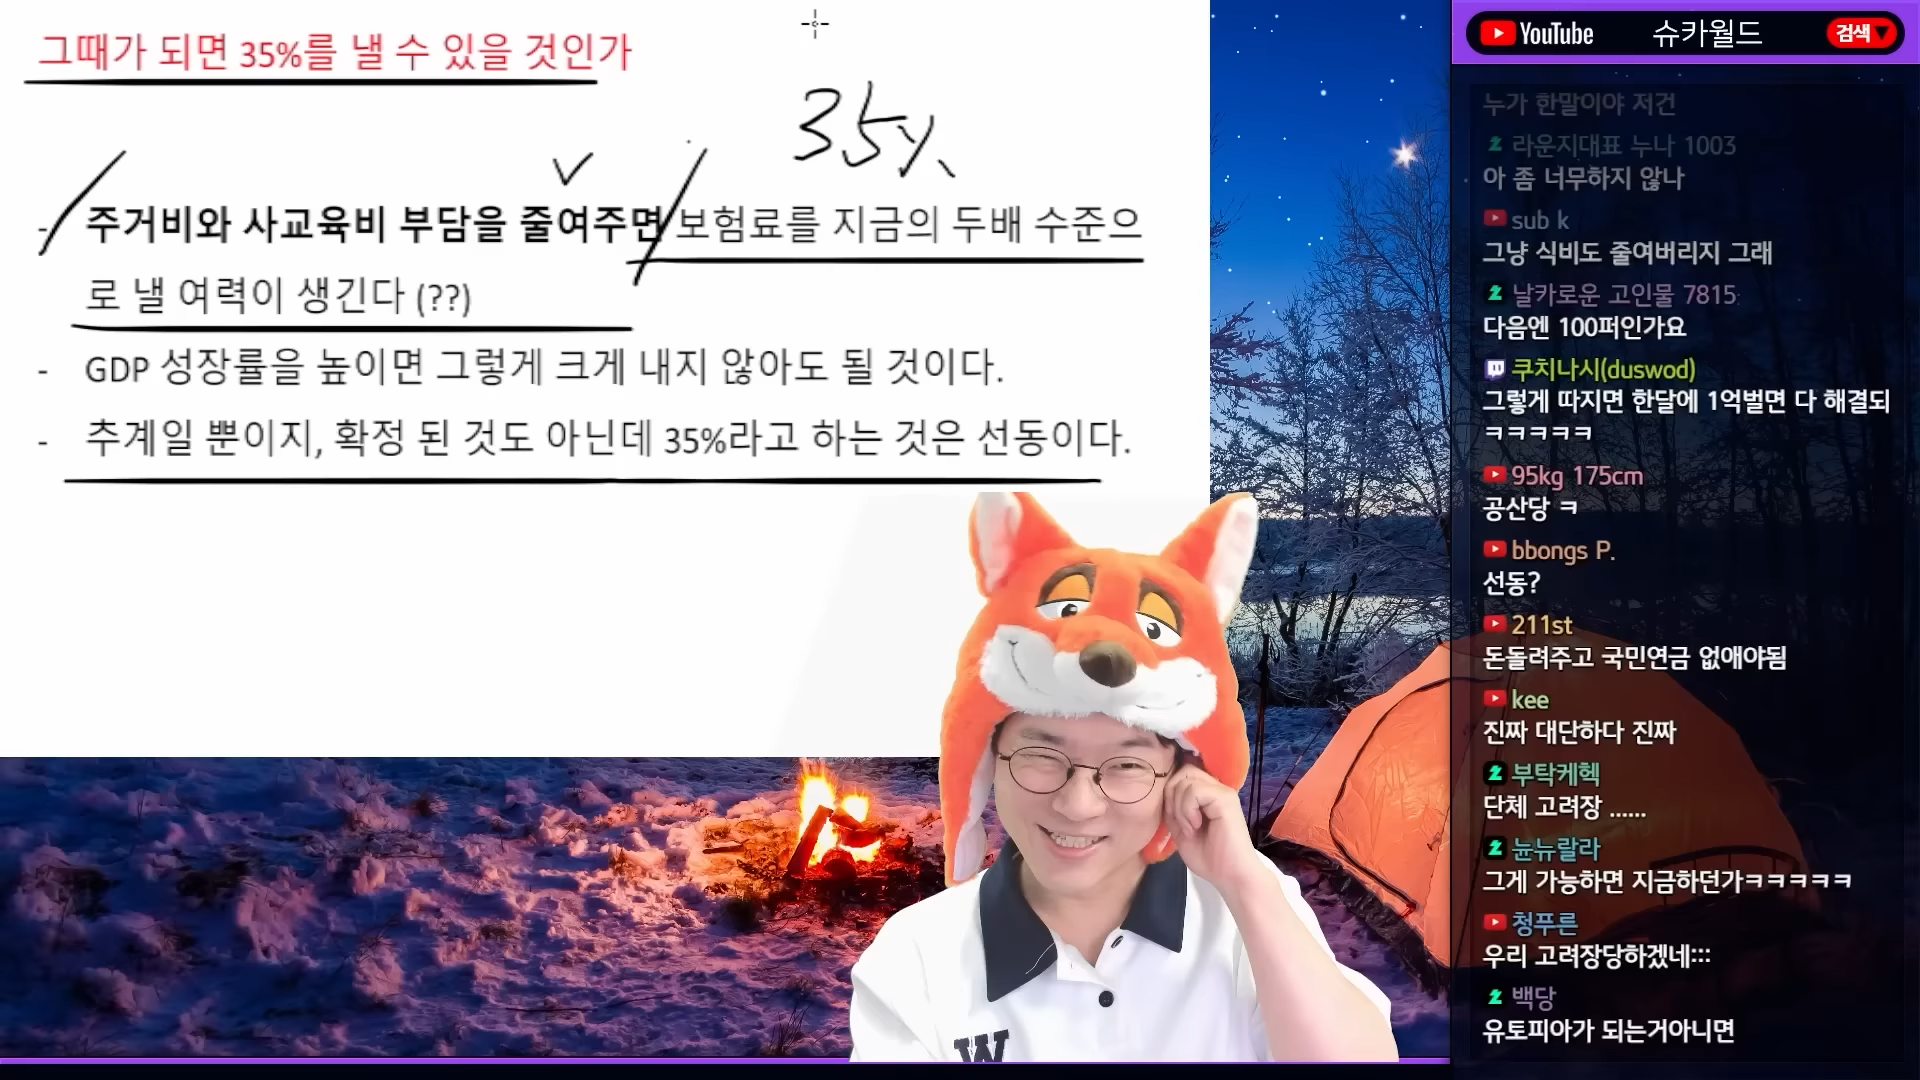 그때가 되면 35%를 낼 수 있을 것인가
35%
- 주거비와 사교육비 부담을 줄여주면 보험료를 지금의 두배 수준으
로 낼 여력이 생긴다 (??)
- GDP 성장률을 높이면 그렇게 크게 내지 않아도 될 것이다.
- 추계일 뿐이지, 확정 된 것도 아닌데 35%라고 하는 것은 선동이다.
W
YouTube 슈카월드 검색
누가 한말이야 저건
라운지대표 누나 1003
아 좀 너무하지 않나
sub k
그냥 식비도 줄여버리지 그래
날카로운 고인물 7815
다음엔 100퍼인가요
쿠치나시(duswod)
그렇게 따지면 한달에 1억벌면 다 해결되
ㅋㅋㅋㅋㅋ
95kg 175cm
공산당 ㅋ
bbongs P.
선동?
211st
돈돌려주고 국민연금 없애야됨
kee
진짜 대단하다 진짜
부탁케헥
단체 고려장 ......
뉸뉴랄라
그게 가능하면 지금하던가ㅋㅋㅋㅋㅋ
청푸른
우리 고려장당하겠네:::
백당
유토피아가 되는거아니면